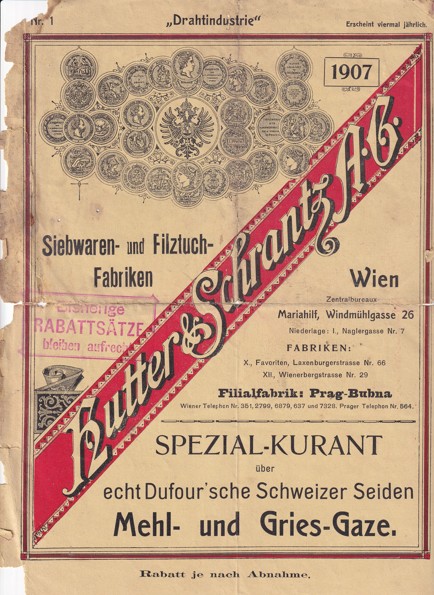 Nr. 1
„Drahtindustrie“
Erscheint viermal jährlich.
1907
Hutter & Schrantz A.G.
Siebwaren- und Filztuch-
Fabriken
Wien
Zentralbureaux
Mariahilf, Windmühlgasse 26
Niederlage: I., Naglergasse Nr. 7
FABRIKEN:
X., Favoriten, Laxenburgerstrasse Nr. 66
XII., Wienerbergstrasse Nr. 29
Filialfabrik: Prag-Bubna
Wiener Telephon Nr. 351, 2799, 6879, 637 und 7328. Prager Telephon Nr. 564.
Bisherige
RABATTSÄTZE
bleiben aufrecht
SPEZIAL-KURANT
über
echt Dufour'sche Schweizer Seiden
Mehl- und Gries-Gaze.
Rabatt je nach Abnahme.